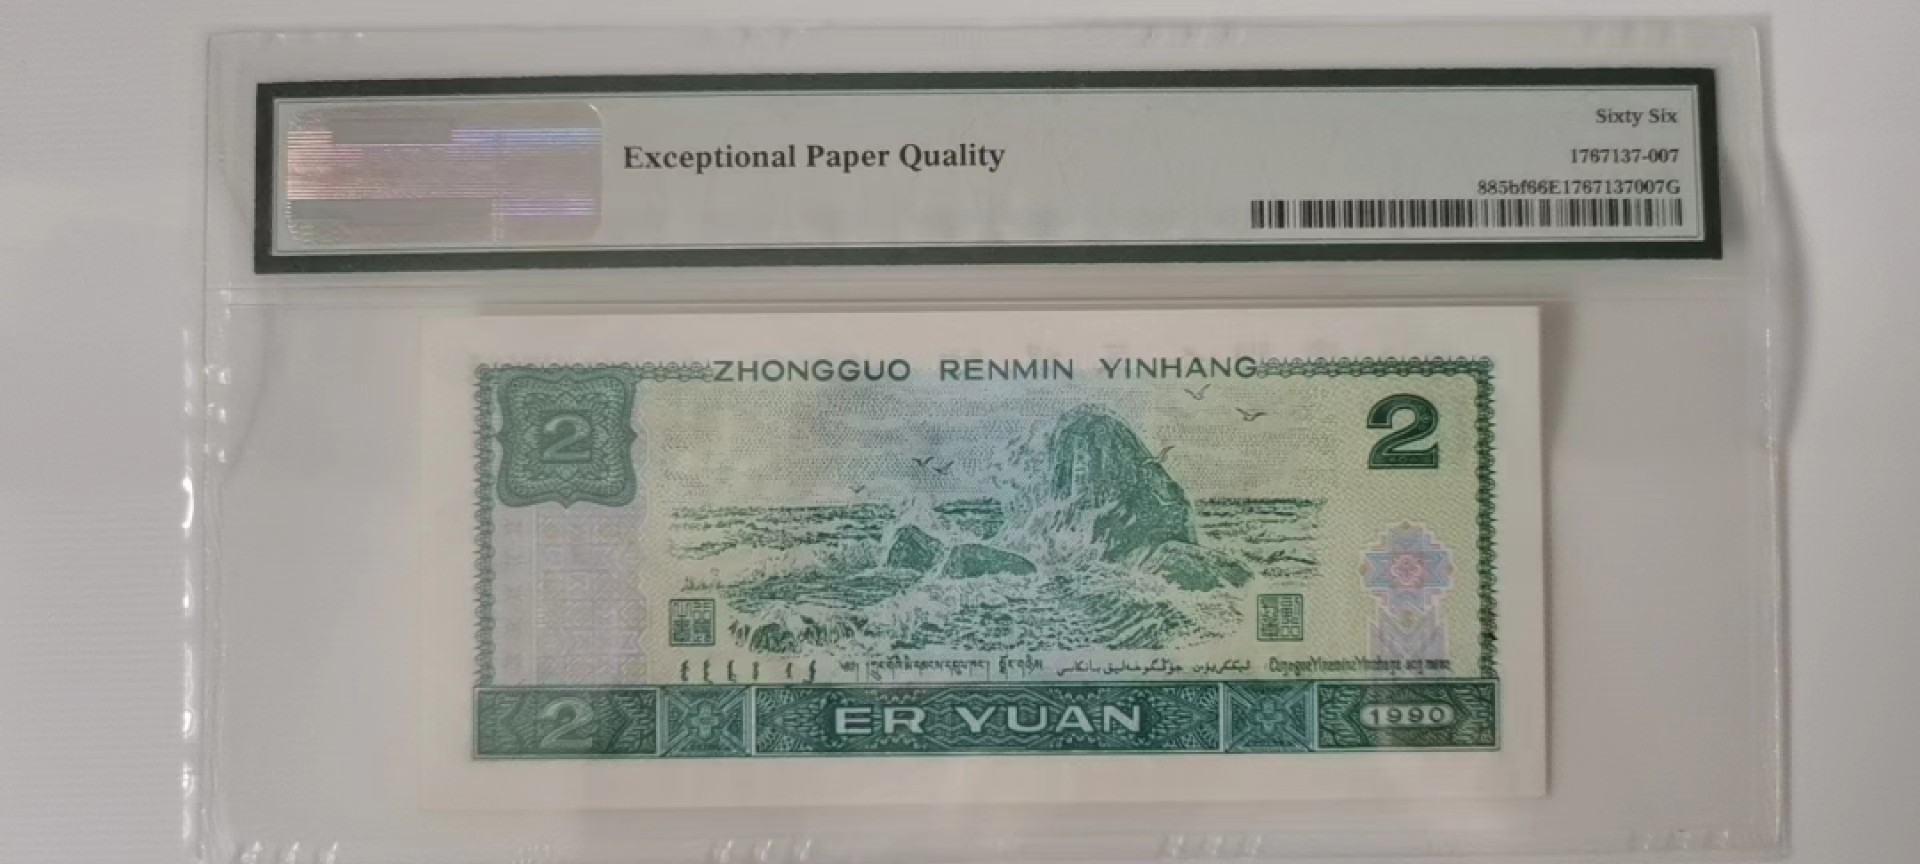 Sixty Six
Exceptional Paper Quality
1767137-007
885bf66E1767137007G
ZHONGGUO RENMIN YINHANG
2
2
2 ER YUAN 1990